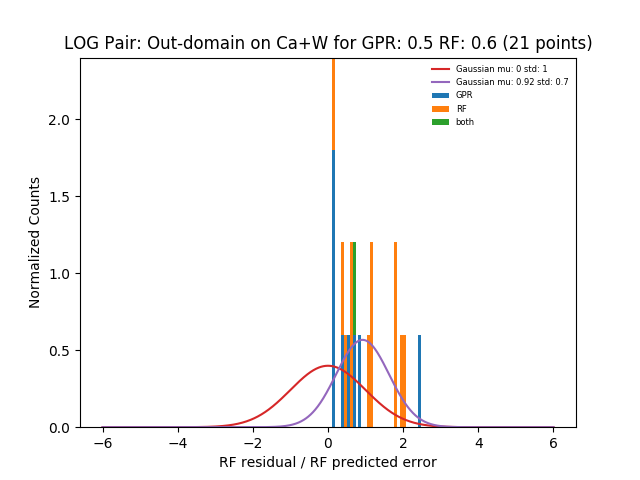 LOG Pair: Out-domain on Ca+W for GPR: 0.5 RF: 0.6 (21 points)
Gaussian mu: 0 std: 1
Gaussian mu: 0.92 std: 0.7
GPR
RF
both
Normalized Counts
2.0
1.5
1.0
0.5
0.0
−6 −4 −2 0 2 4 6
RF residual / RF predicted error